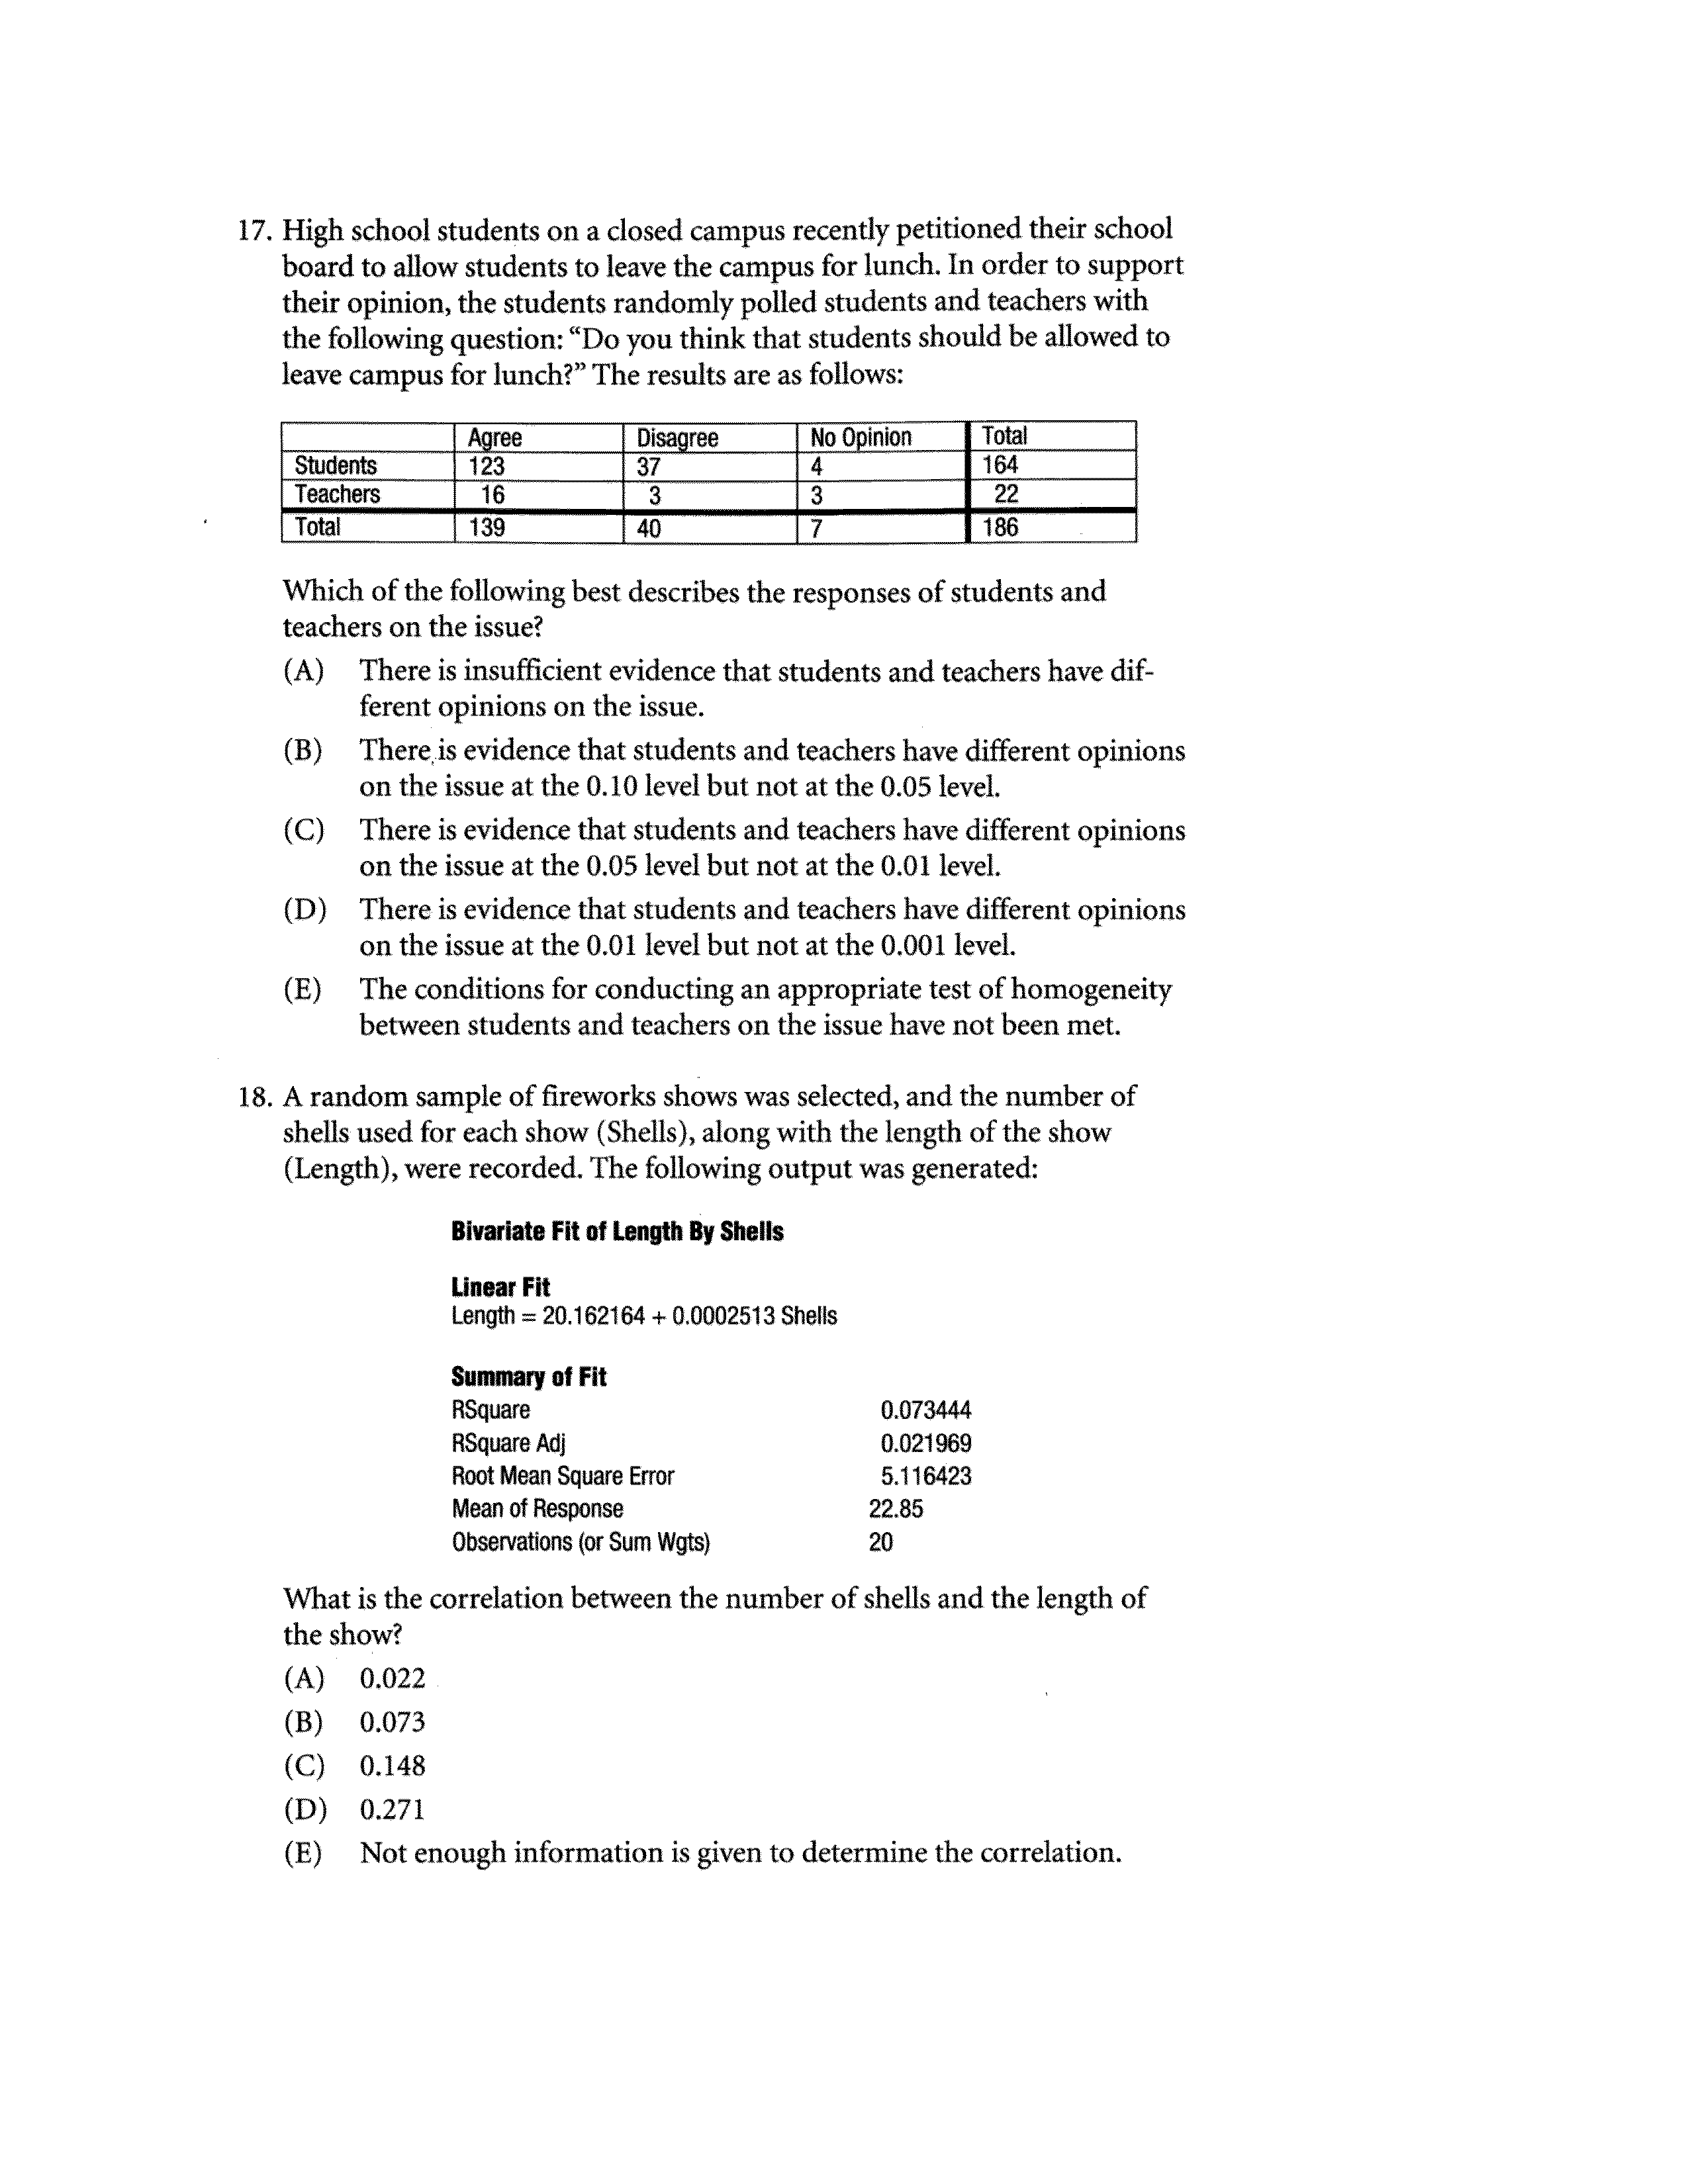 17. High school students on a closed campus recently petitioned their school
board to allow students to leave the campus for lunch. In order to support
their opinion, the students randomly polled students and teachers with
the following question: “Do you think that students should be allowed to
leave campus for lunch?” The results are as follows:
Agree Disagree No Opinion Total
Students 123 37 4 164
Teachers 16 3 3 22
Total 139 40 7 186
Which of the following best describes the responses of students and
teachers on the issue?
(A) There is insufficient evidence that students and teachers have dif-
ferent opinions on the issue.
(B) There is evidence that students and teachers have different opinions
on the issue at the 0.10 level but not at the 0.05 level.
(C) There is evidence that students and teachers have different opinions
on the issue at the 0.05 level but not at the 0.01 level.
(D) There is evidence that students and teachers have different opinions
on the issue at the 0.01 level but not at the 0.001 level.
(E) The conditions for conducting an appropriate test of homogeneity
between students and teachers on the issue have not been met.
18. A random sample of fireworks shows was selected, and the number of
shells used for each show (Shells), along with the length of the show
(Length), were recorded. The following output was generated:
Bivariate Fit of Length By Shells
Linear Fit
Length = 20.162164 + 0.0002513 Shells
Summary of Fit
RSquare 0.073444
RSquare Adj 0.021969
Root Mean Square Error 5.116423
Mean of Response 22.85
Observations (or Sum Wgts) 20
What is the correlation between the number of shells and the length of
the show?
(A) 0.022
(B) 0.073
(C) 0.148
(D) 0.271
(E) Not enough information is given to determine the correlation.